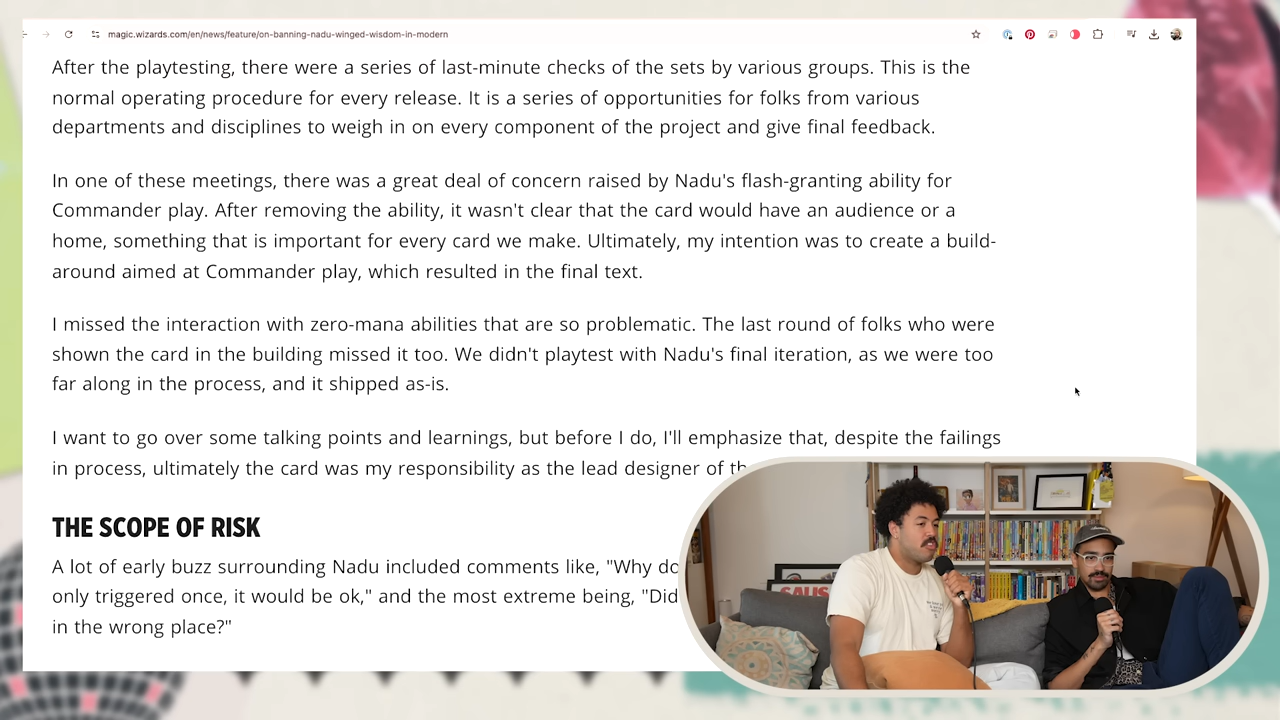 magic.wizards.com/en/news/feature/on-banning-nadu-winged-wisdom-in-modern
After the playtesting, there were a series of last-minute checks of the sets by various groups. This is the
normal operating procedure for every release. It is a series of opportunities for folks from various
departments and disciplines to weigh in on every component of the project and give final feedback.
In one of these meetings, there was a great deal of concern raised by Nadu's flash-granting ability for
Commander play. After removing the ability, it wasn't clear that the card would have an audience or a
home, something that is important for every card we make. Ultimately, my intention was to create a build-
around aimed at Commander play, which resulted in the final text.
I missed the interaction with zero-mana abilities that are so problematic. The last round of folks who were
shown the card in the building missed it too. We didn't playtest with Nadu's final iteration, as we were too
far along in the process, and it shipped as-is.
I want to go over some talking points and learnings, but before I do, I'll emphasize that, despite the failings
in process, ultimately the card was my responsibility as the lead designer of
THE SCOPE OF RISK
A lot of early buzz surrounding Nadu included comments like, "Why do
only triggered once, it would be ok," and the most extreme being, "Did
in the wrong place?"